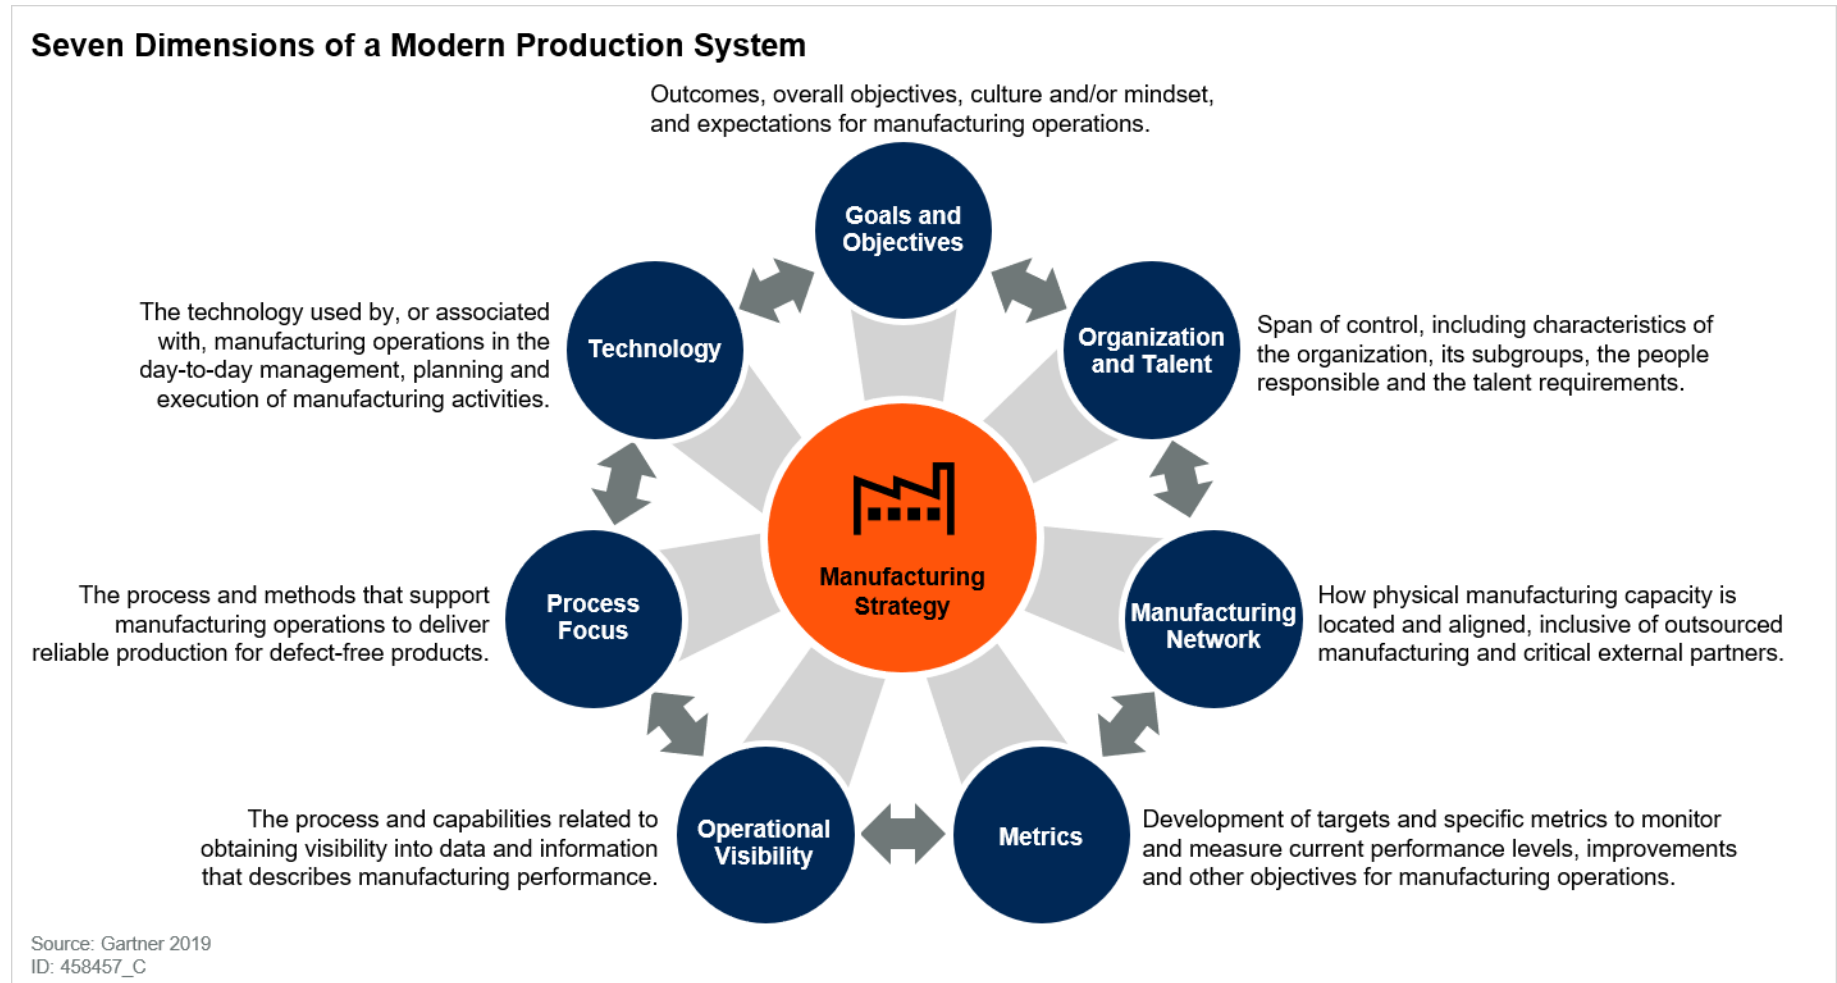 Seven Dimensions of a Modern Production System
Outcomes, overall objectives, culture and/or mindset,
and expectations for manufacturing operations.
Goals and
Objectives
Organization
and Talent
Span of control, including characteristics of
the organization, its subgroups, the people
responsible and the talent requirements.
Manufacturing
Network
How physical manufacturing capacity is
located and aligned, inclusive of outsourced
manufacturing and critical external partners.
Metrics
Development of targets and specific metrics to monitor
and measure current performance levels, improvements
and other objectives for manufacturing operations.
Operational
Visibility
The process and capabilities related to
obtaining visibility into data and information
that describes manufacturing performance.
Process
Focus
The process and methods that support
manufacturing operations to deliver
reliable production for defect-free products.
Technology
The technology used by, or associated
with, manufacturing operations in the
day-to-day management, planning and
execution of manufacturing activities.
Manufacturing
Strategy
Source: Gartner 2019
ID: 458457_C